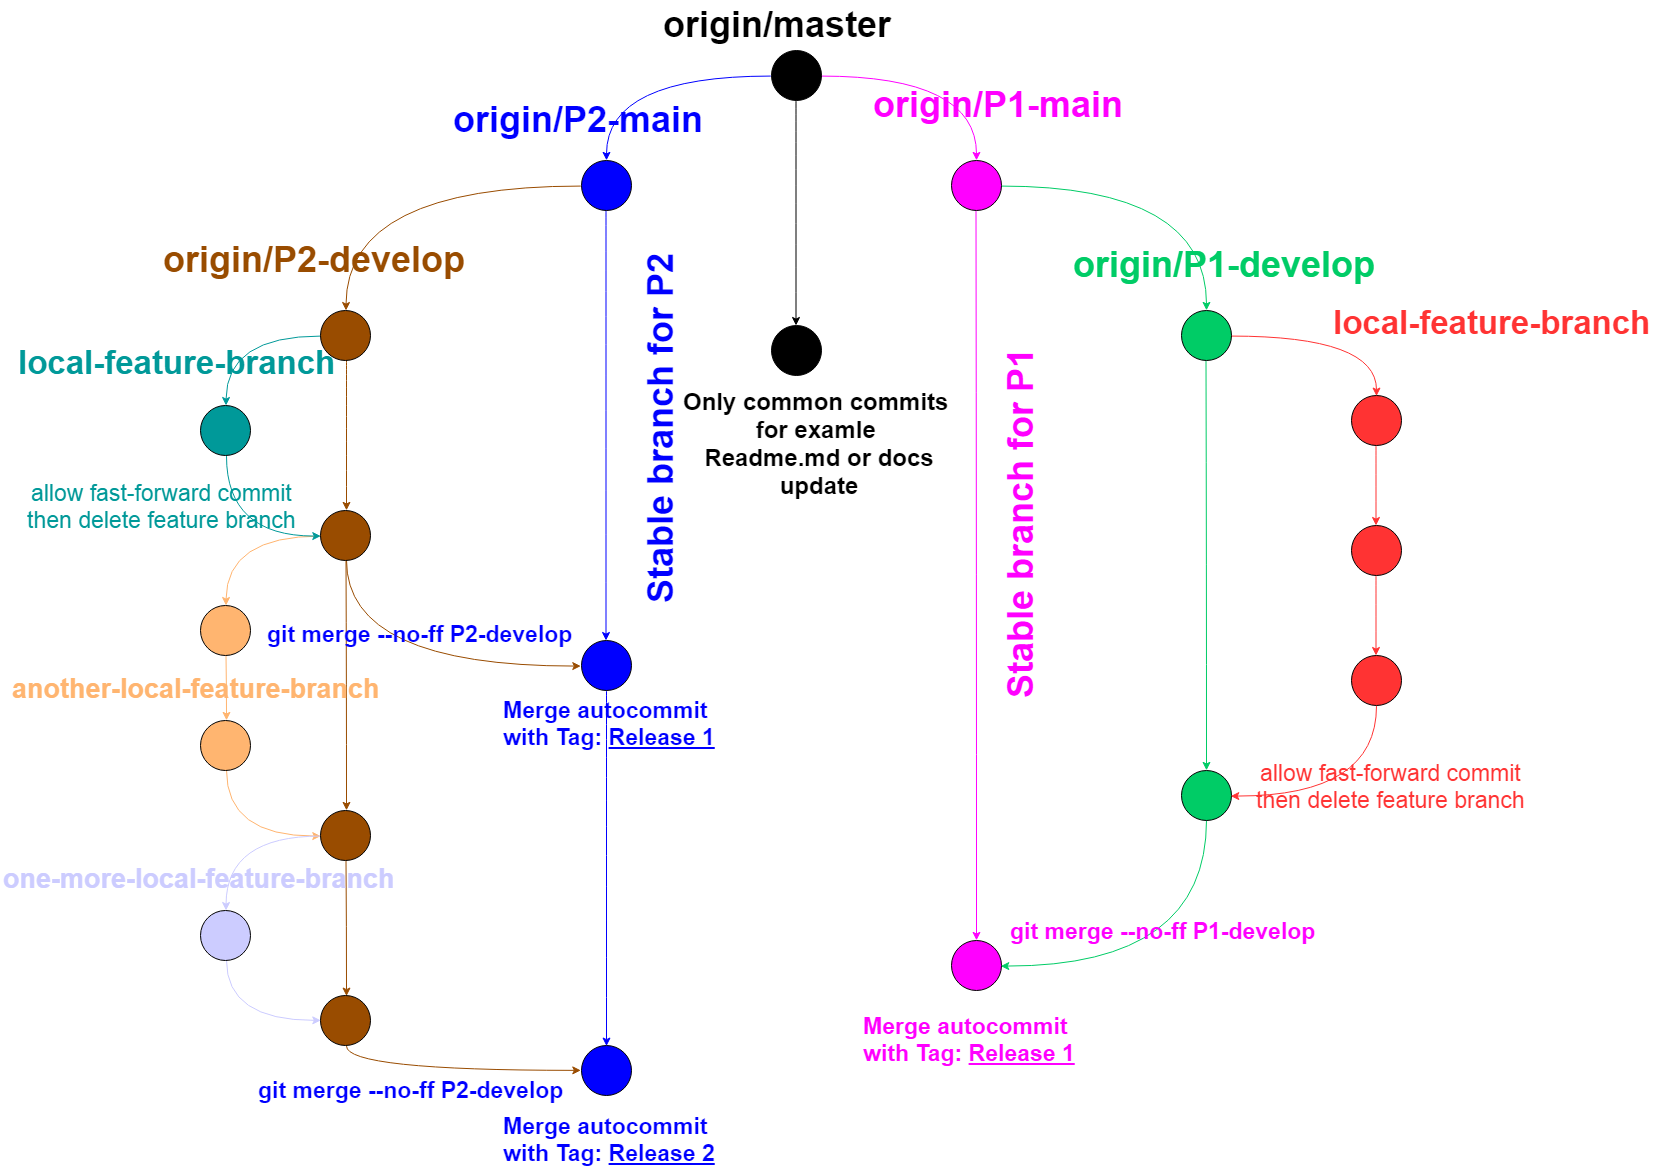 origin/master
origin/P2-main
origin/P1-main
origin/P2-develop
origin/P1-develop
local-feature-branch
local-feature-branch
Stable branch for P2
Stable branch for P1
Only common commits
for examle
Readme.md or docs
update
allow fast-forward commit
then delete feature branch
git merge --no-ff P2-develop
another-local-feature-branch
Merge autocommit
with Tag: Release 1
allow fast-forward commit
then delete feature branch
one-more-local-feature-branch
git merge --no-ff P1-develop
Merge autocommit
with Tag: Release 1
git merge --no-ff P2-develop
Merge autocommit
with Tag: Release 2